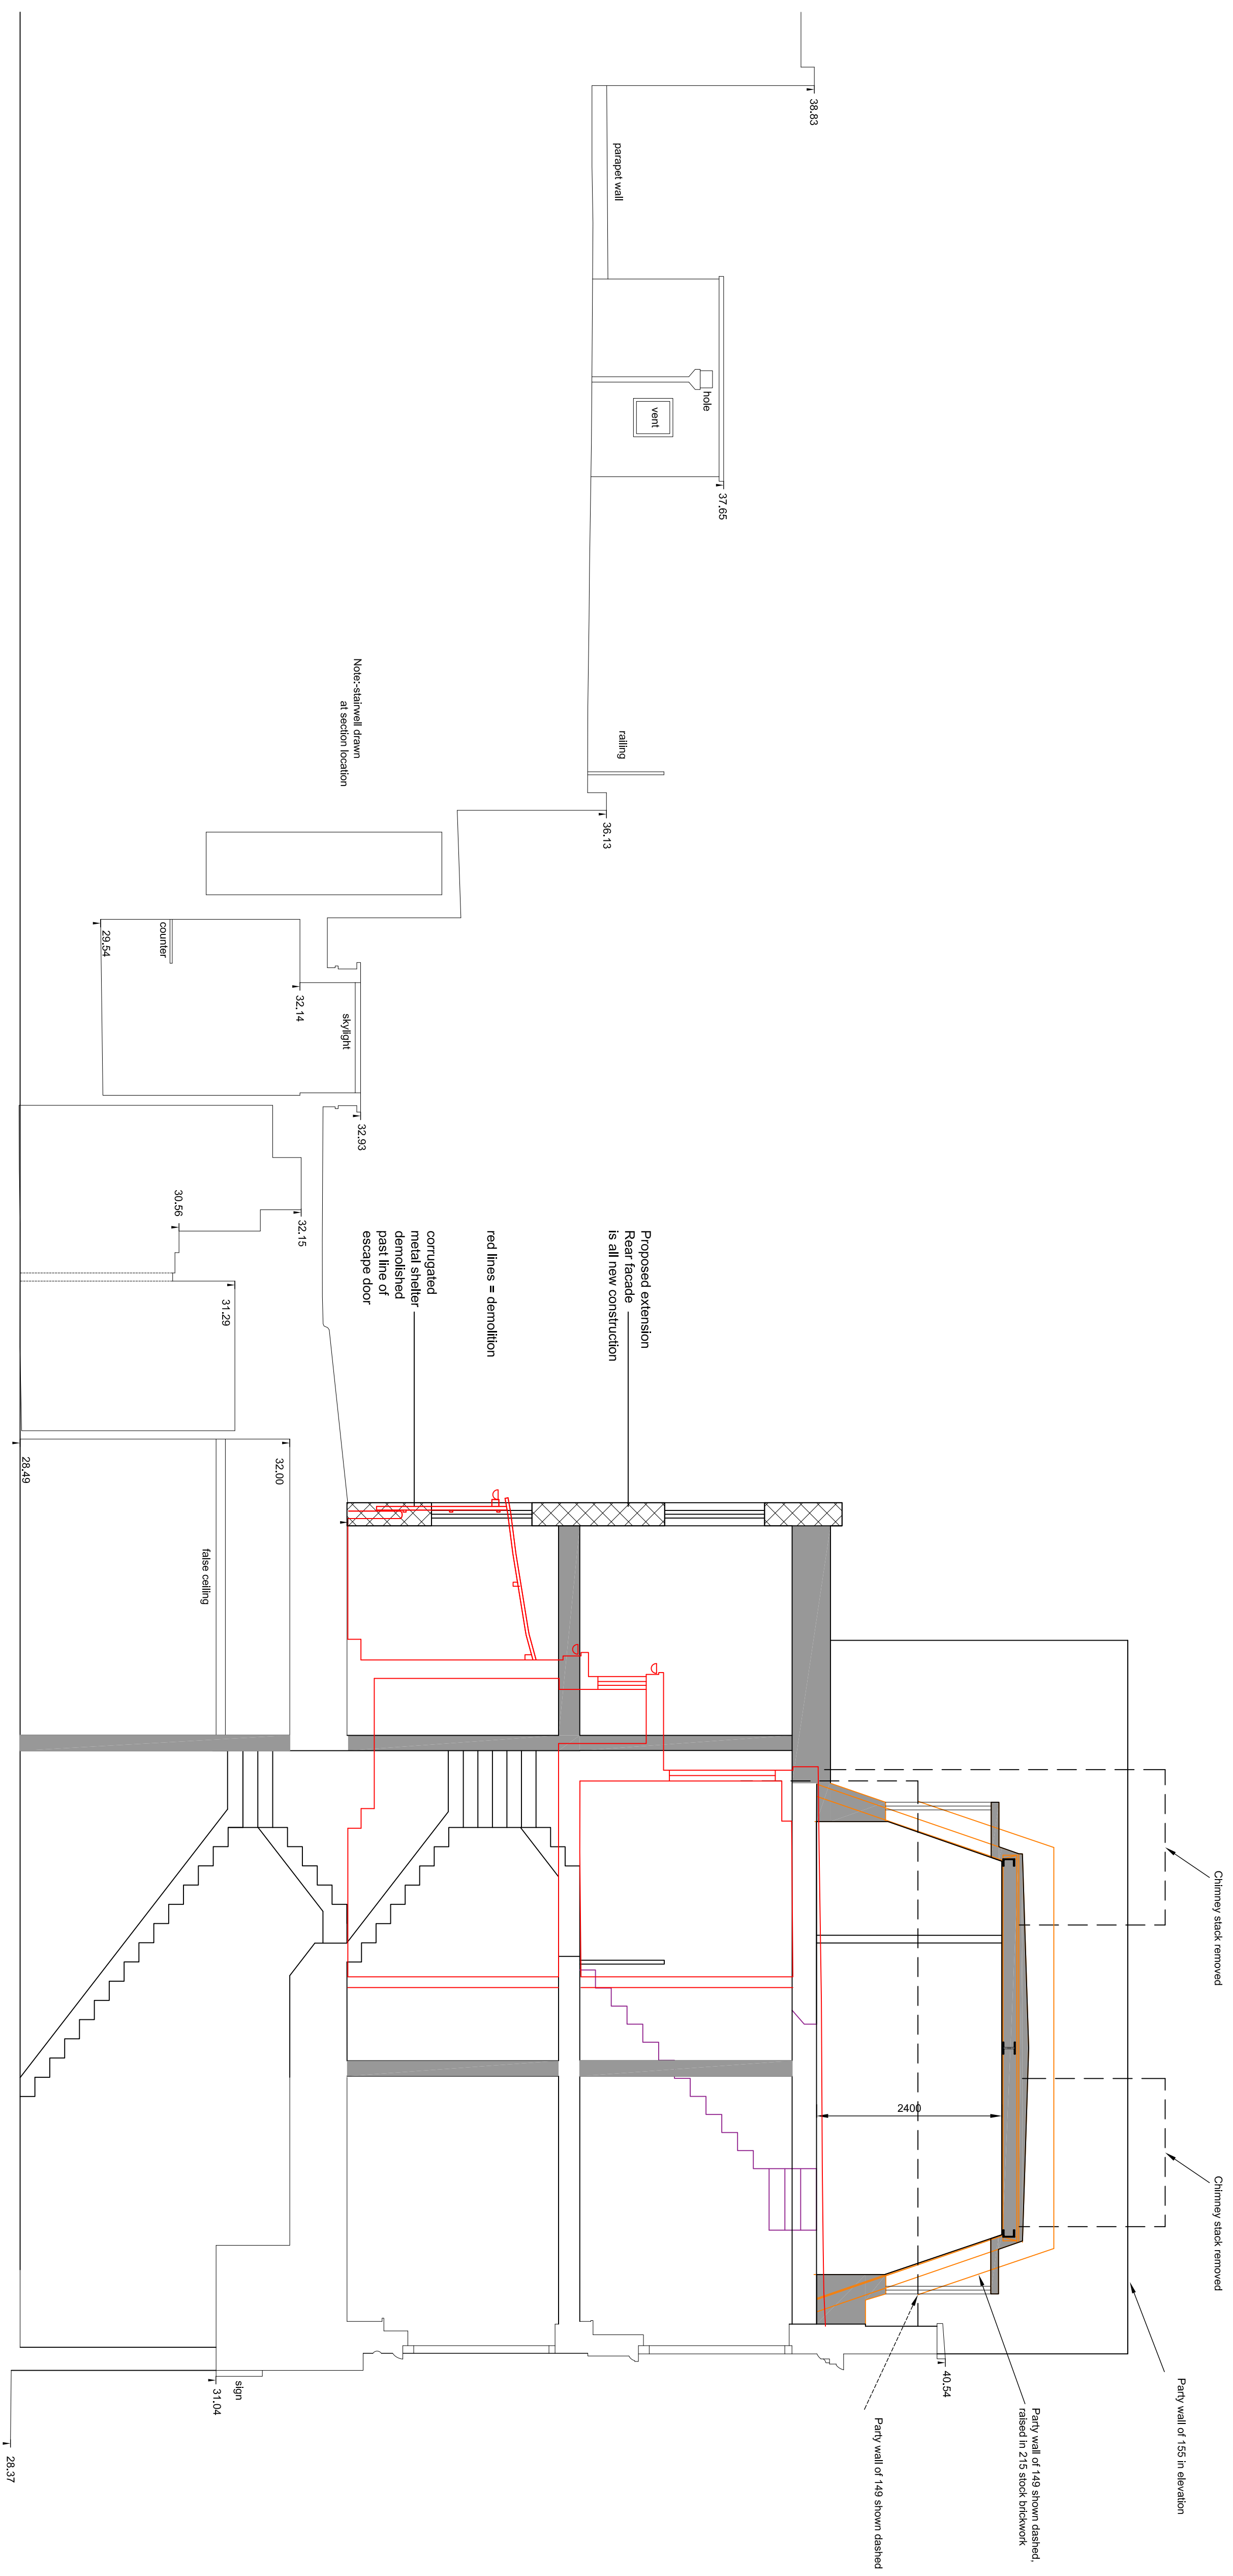 38.83
parapet wall
hole
vent
37.65
railing
36.13
Note:-stairwell drawn
at section location
counter
29.54
32.14
skylight
32.93
30.56
32.15
31.29
Proposed extension
Rear facade
is all new construction
red lines = demolition
corrugated
metal shelter
demolished
past line of
escape door
32.00
28.49
false ceiling
Chimney stack removed
2400
Chimney stack removed
Party wall of 155 in elevation
40.54
Party wall of 149 shown dashed,
raised in 215 stock brickwork
Party wall of 149 shown dashed
sign
31.04
28.37